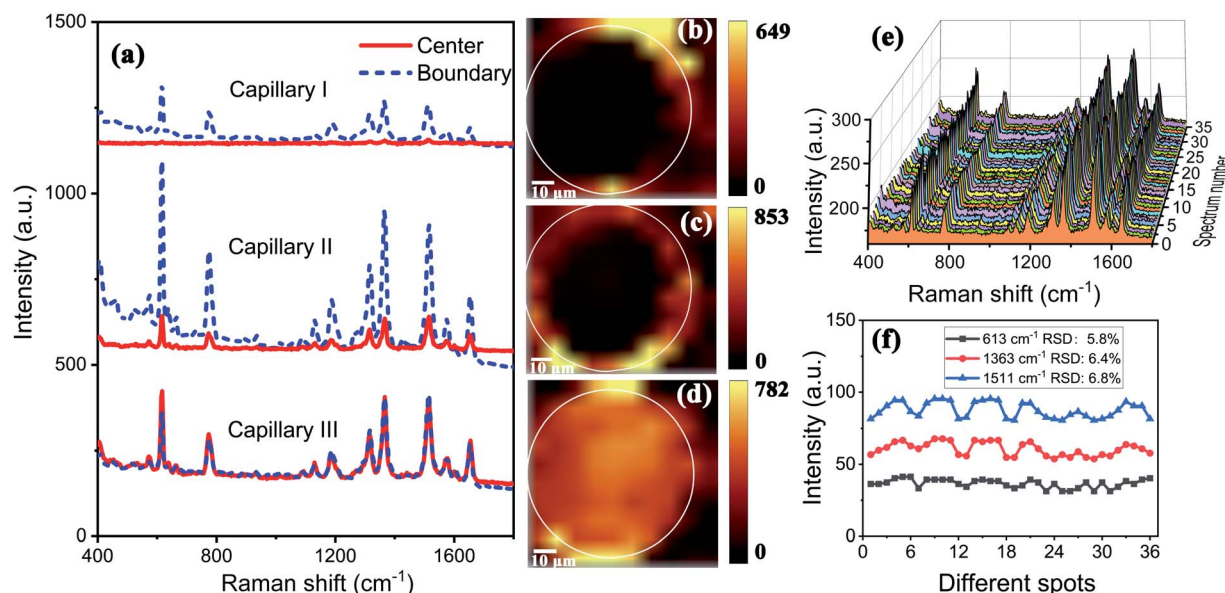 (a)
Center
Boundary
Capillary I
Capillary II
Capillary III
1500
1000
500
0
Intensity (a.u.)
400
800
1200
1600
Raman shift (cm⁻¹)
(b)
10 μm
649
0
(c)
10 μm
853
0
(d)
10 μm
782
0
(e)
300
250
200
Intensity (a.u.)
400
800
1200
1600
Raman shift (cm⁻¹)
35
30
25
20
15
10
5
0
Spectrum number
(f)
613 cm⁻¹ RSD: 5.8%
1363 cm⁻¹ RSD: 6.4%
1511 cm⁻¹ RSD: 6.8%
150
100
50
0
Intensity (a.u.)
0
6
12
18
24
30
36
Different spots